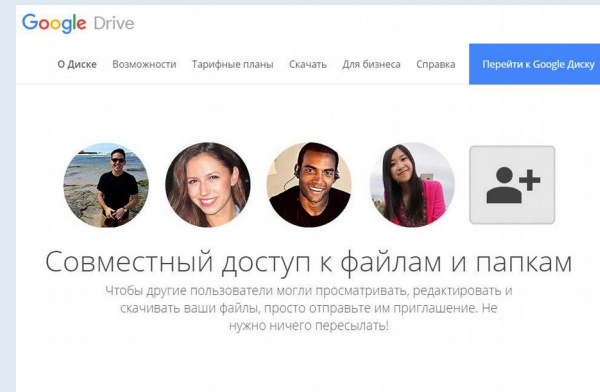 Google Drive
О Диске Возможности Тарифные планы Скачать Для бизнеса Справка Перейти к Google Диску
Совместный доступ к файлам и папкам
Чтобы другие пользователи могли просматривать, редактировать и
скачивать ваши файлы, просто отправьте им приглашение. Не
нужно ничего пересылать!